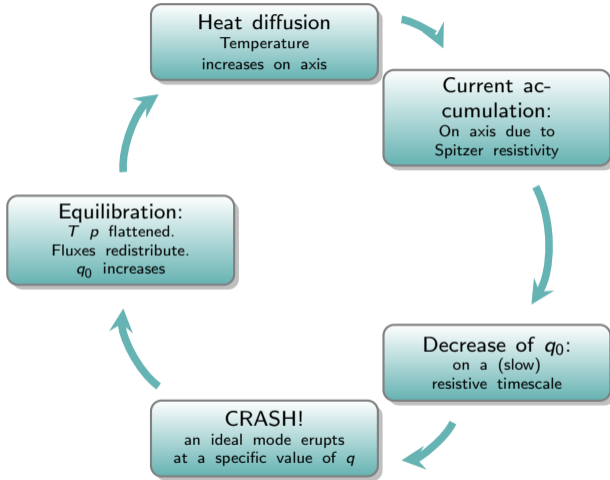 Heat diffusion
Temperature
increases on axis
Current ac-
cumulation:
On axis due to
Spitzer resistivity
Decrease of q₀:
on a (slow)
resistive timescale
CRASH!
an ideal mode erupts
at a specific value of q
Equilibration:
T p flattened.
Fluxes redistribute.
q₀ increases